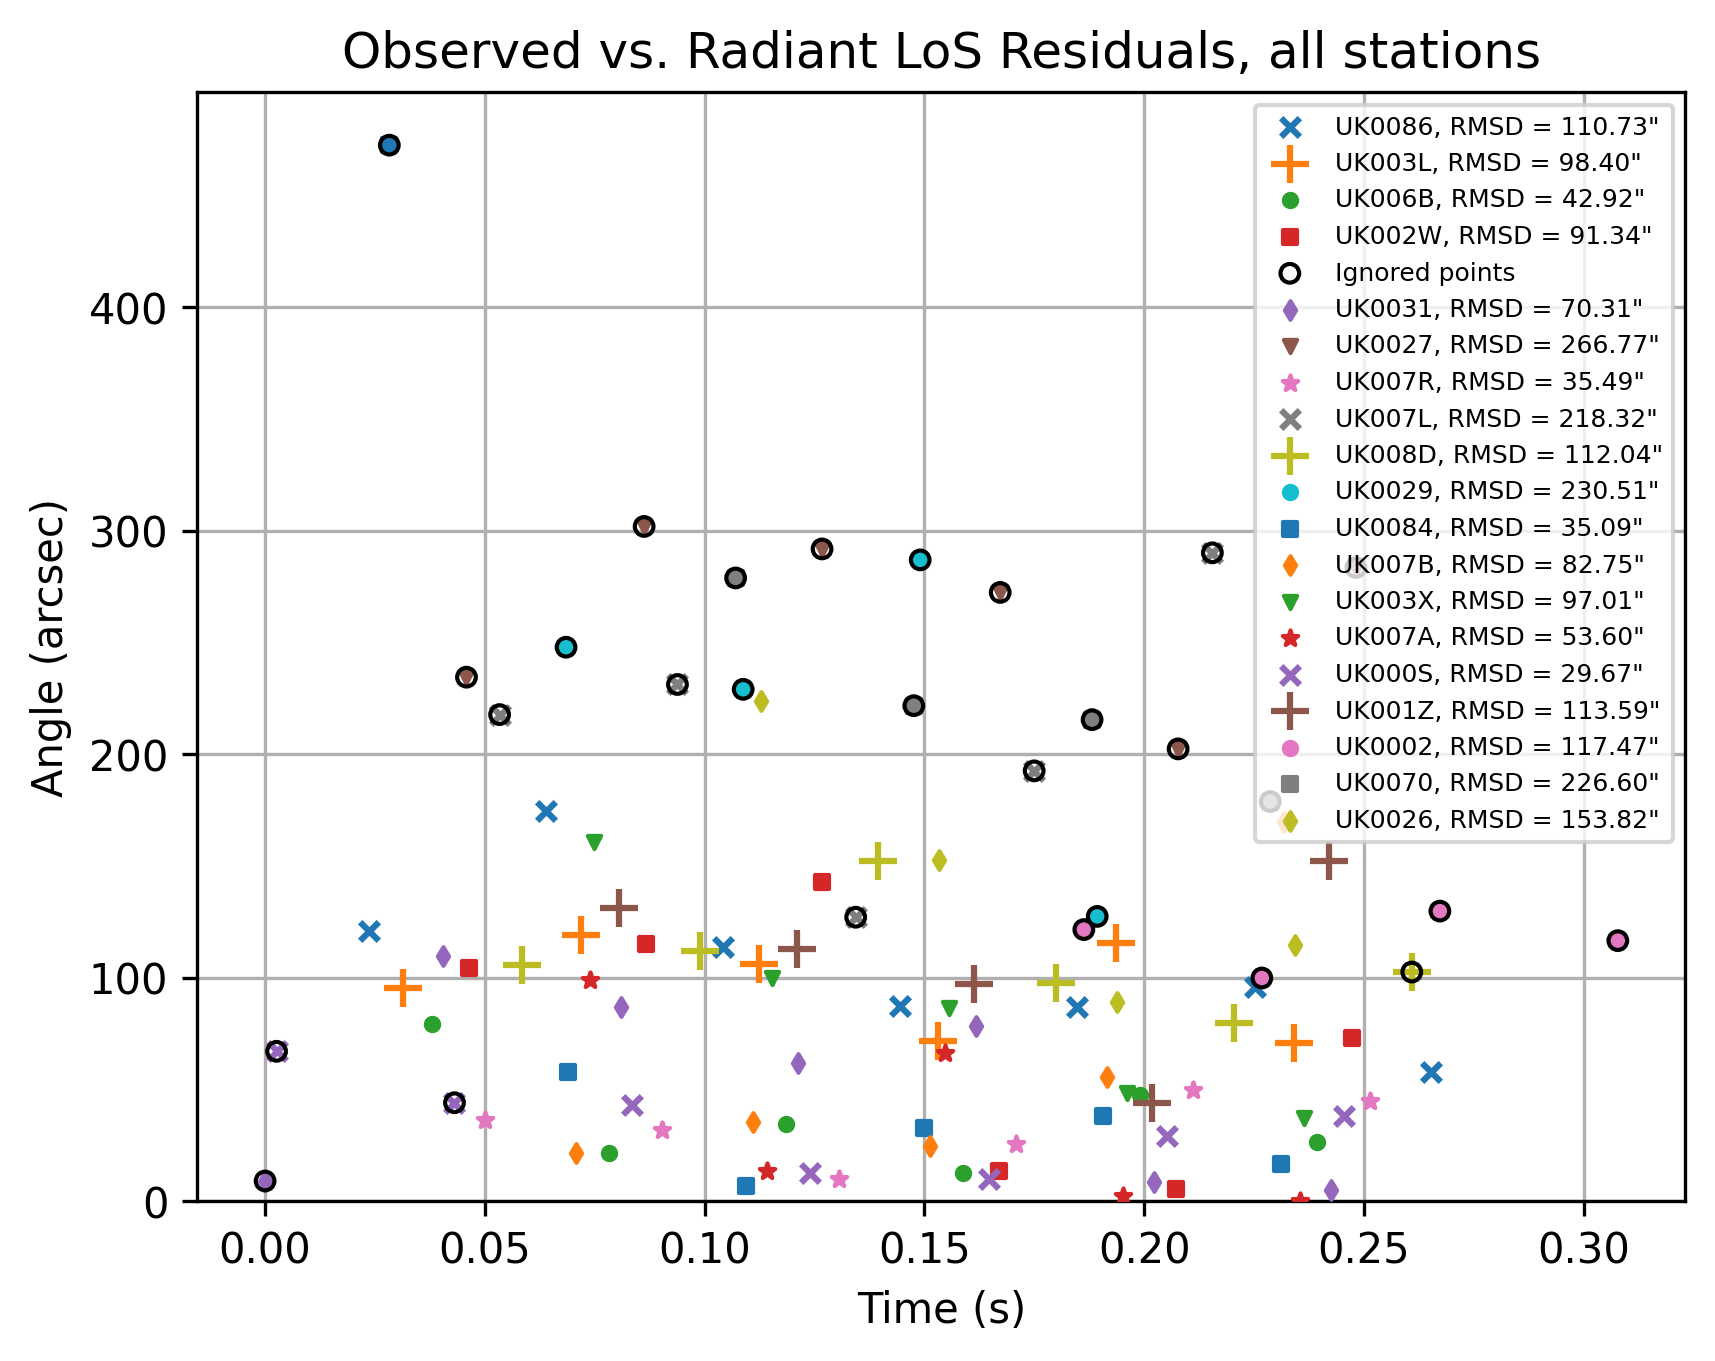 Observed vs. Radiant LoS Residuals, all stations
Angle (arcsec)
400
300
200
100
0
0.00 0.05 0.10 0.15 0.20 0.25 0.30
Time (s)
UK0086, RMSD = 110.73"
UK003L, RMSD = 98.40"
UK006B, RMSD = 42.92"
UK002W, RMSD = 91.34"
Ignored points
UK0031, RMSD = 70.31"
UK0027, RMSD = 266.77"
UK007R, RMSD = 35.49"
UK007L, RMSD = 218.32"
UK008D, RMSD = 112.04"
UK0029, RMSD = 230.51"
UK0084, RMSD = 35.09"
UK007B, RMSD = 82.75"
UK003X, RMSD = 97.01"
UK007A, RMSD = 53.60"
UK000S, RMSD = 29.67"
UK001Z, RMSD = 113.59"
UK0002, RMSD = 117.47"
UK0070, RMSD = 226.60"
UK0026, RMSD = 153.82"